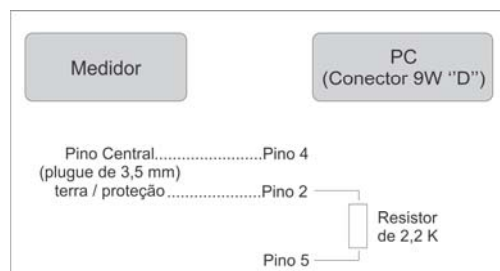 Medidor
PC
(Conector 9W ‘’D’’)
Pino Central........................Pino 4
(plugue de 3,5 mm)
terra / proteção.....................Pino 2
Resistor
de 2,2 K
Pino 5